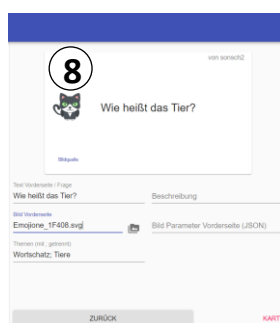 8
von sonsch2
Wie heißt das Tier?
Bildquelle
Text Vorderseite / Frage
Wie heißt das Tier?
Beschreibung
Bild Vorderseite
Emojione_1F408.svg
Bild Parameter Vorderseite (JSON)
Themen (mit ; getrennt)
Wortschatz; Tiere
ZURÜCK
KART